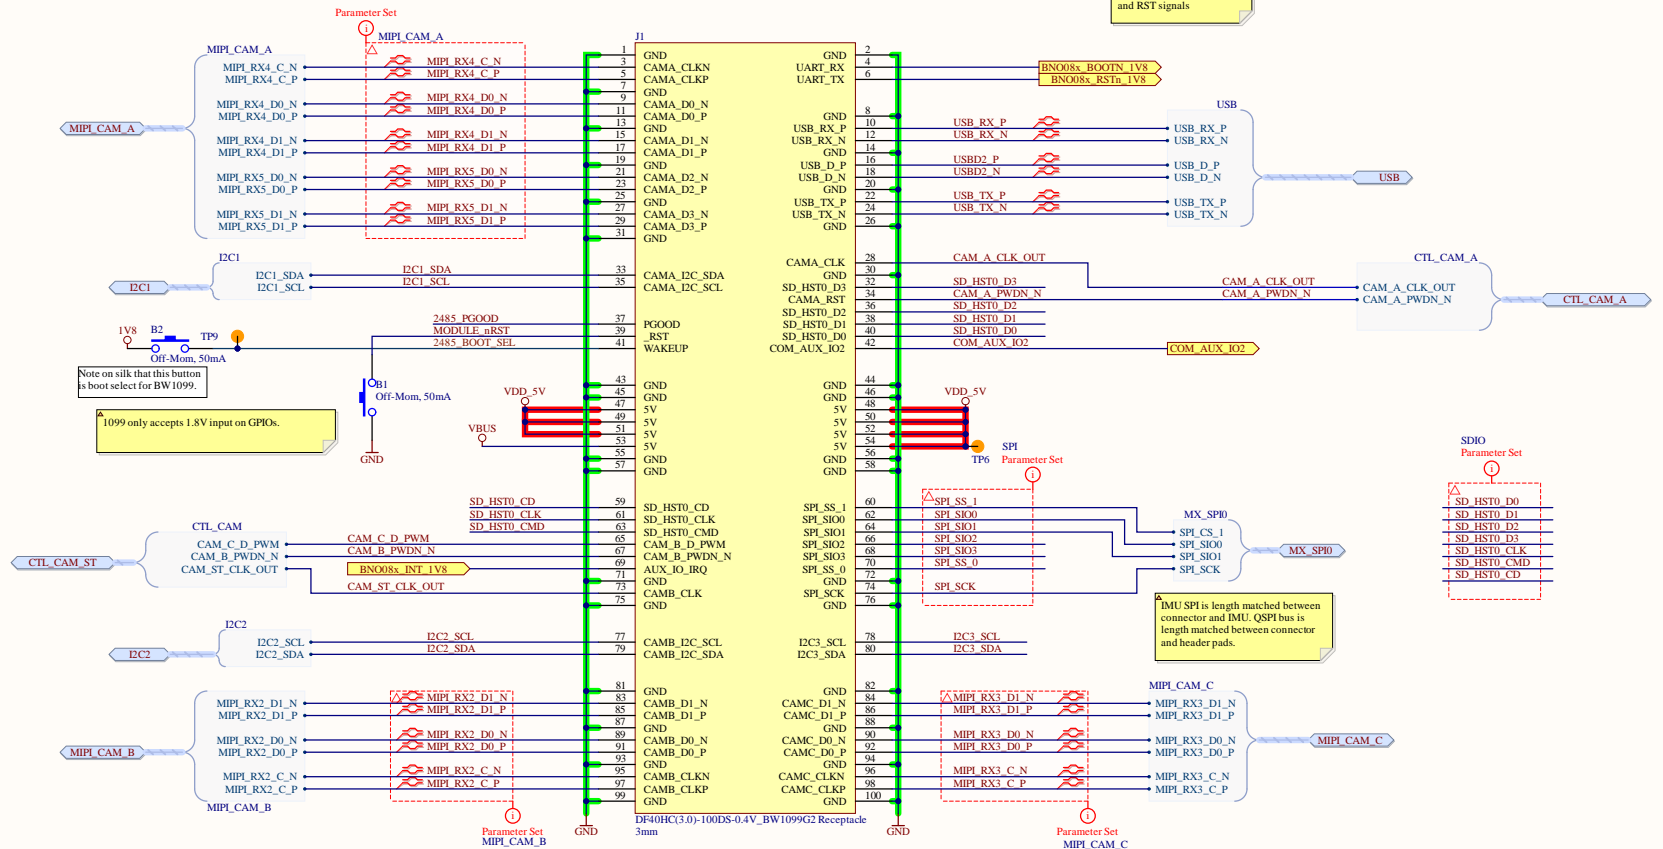 and RST signals
Parameter Set
MIPI_CAM_A
MIPI_CAM_A
MIPI_CAM_A
MIPI_RX4_C_N
MIPI_RX4_C_P
MIPI_RX4_D0_N
MIPI_RX4_D0_P
MIPI_RX4_D1_N
MIPI_RX4_D1_P
MIPI_RX5_D0_N
MIPI_RX5_D0_P
MIPI_RX5_D1_N
MIPI_RX5_D1_P
MIPI_RX4_C_N
MIPI_RX4_C_P
MIPI_RX4_D0_N
MIPI_RX4_D0_P
MIPI_RX4_D1_N
MIPI_RX4_D1_P
MIPI_RX5_D0_N
MIPI_RX5_D0_P
MIPI_RX5_D1_N
MIPI_RX5_D1_P
I2C1
I2C1
I2C1_SDA
I2C1_SCL
I2C1_SDA
I2C1_SCL
2485_PGOOD
MODULE_nRST
2485_BOOT_SEL
1V8
B2
TP9
Off-Mom, 50mA
Note on silk that this button
is boot select for BW1099.
1099 only accepts 1.8V input on GPIOs.
B1
Off-Mom, 50mA
GND
VDD_5V
VBUS
SD_HST0_CD
SD_HST0_CLK
SD_HST0_CMD
CTL_CAM
CTL_CAM_ST
CAM_C_D_PWM
CAM_B_PWDN_N
CAM_ST_CLK_OUT
CAM_C_D_PWM
CAM_B_PWDN_N
BNO08x_INT_1V8
CAM_ST_CLK_OUT
I2C2
I2C2
I2C2_SCL
I2C2_SDA
I2C2_SCL
I2C2_SDA
MIPI_CAM_B
MIPI_RX2_D1_N
MIPI_RX2_D1_P
MIPI_RX2_D0_N
MIPI_RX2_D0_P
MIPI_RX2_C_N
MIPI_RX2_C_P
MIPI_CAM_B
MIPI_RX2_D1_N
MIPI_RX2_D1_P
MIPI_RX2_D0_N
MIPI_RX2_D0_P
MIPI_RX2_C_N
MIPI_RX2_C_P
Parameter Set
MIPI_CAM_B
GND
J1
1 GND
3 CAMA_CLKN
5 CAMA_CLKP
7 GND
9 CAMA_D0_N
11 CAMA_D0_P
13 GND
15 CAMA_D1_N
17 CAMA_D1_P
19 GND
21 CAMA_D2_N
23 CAMA_D2_P
25 GND
27 CAMA_D3_N
29 CAMA_D3_P
31 GND
33 CAMA_I2C_SDA
35 CAMA_I2C_SCL
37 PGOOD
39 _RST
41 WAKEUP
43 GND
45 GND
47 5V
49 5V
51 5V
53 5V
55 GND
57 GND
59 SD_HST0_CD
61 SD_HST0_CLK
63 SD_HST0_CMD
65 CAM_B_D_PWM
67 CAM_B_PWDN_N
69 AUX_IO_IRQ
71 GND
73 CAMB_CLK
75 GND
77 CAMB_I2C_SCL
79 CAMB_I2C_SDA
81 GND
83 CAMB_D1_N
85 CAMB_D1_P
87 GND
89 CAMB_D0_N
91 CAMB_D0_P
93 GND
95 CAMB_CLKN
97 CAMB_CLKP
99 GND
GND 2
UART_RX 4
UART_TX 6
GND 8
USB_RX_P 10
USB_RX_N 12
GND 14
USB_D_P 16
USB_D_N 18
GND 20
USB_TX_P 22
USB_TX_N 24
GND 26
CAMA_CLK 28
GND 30
SD_HST0_D3 32
CAMA_RST 34
SD_HST0_D2 36
SD_HST0_D1 38
SD_HST0_D0 40
COM_AUX_IO2 42
GND 44
GND 46
5V 48
5V 50
5V 52
5V 54
GND 56
GND 58
SPI_SS_1 60
SPI_SIO0 62
SPI_SIO1 64
SPI_SIO2 66
SPI_SIO3 68
SPI_SS_0 70
GND 72
SPI_SCK 74
GND 76
I2C3_SCL 78
I2C3_SDA 80
GND 82
CAMC_D1_N 84
CAMC_D1_P 86
GND 88
CAMC_D0_N 90
CAMC_D0_P 92
GND 94
CAMC_CLKN 96
CAMC_CLKP 98
GND 100
DF40HC(3.0)-100DS-0.4V_BW1099G2 Receptacle
3mm
GND
BNO08x_BOOTN_1V8
BNO08x_RSTn_1V8
USB_RX_P
USB_RX_N
USBD2_P
USBD2_N
USB_TX_P
USB_TX_N
USB
USB_RX_P
USB_RX_N
USB_D_P
USB_D_N
USB_TX_P
USB_TX_N
USB
CAM_A_CLK_OUT
SD_HST0_D3
CAM_A_PWDN_N
SD_HST0_D2
SD_HST0_D1
SD_HST0_D0
COM_AUX_IO2
COM_AUX_IO2
CAM_A_CLK_OUT
CAM_A_PWDN_N
CTL_CAM_A
CAM_A_CLK_OUT
CAM_A_PWDN_N
CTL_CAM_A
VDD_5V
TP6
SPI
Parameter Set
SPI_SS_1
SPI_SIO0
SPI_SIO1
SPI_SIO2
SPI_SIO3
SPI_SS_0
SPI_SCK
MX_SPI0
SPI_CS_1
SPI_SIO0
SPI_SIO1
SPI_SCK
MX_SPI0
IMU SPI is length matched between
connector and IMU. QSPI bus is
length matched between connector
and header pads.
SDIO
Parameter Set
SD_HST0_D0
SD_HST0_D1
SD_HST0_D2
SD_HST0_D3
SD_HST0_CLK
SD_HST0_CMD
SD_HST0_CD
I2C3_SCL
I2C3_SDA
MIPI_RX3_D1_N
MIPI_RX3_D1_P
MIPI_RX3_D0_N
MIPI_RX3_D0_P
MIPI_RX3_C_N
MIPI_RX3_C_P
MIPI_CAM_C
MIPI_RX3_D1_N
MIPI_RX3_D1_P
MIPI_RX3_D0_N
MIPI_RX3_D0_P
MIPI_RX3_C_N
MIPI_RX3_C_P
MIPI_CAM_C
Parameter Set
MIPI_CAM_C